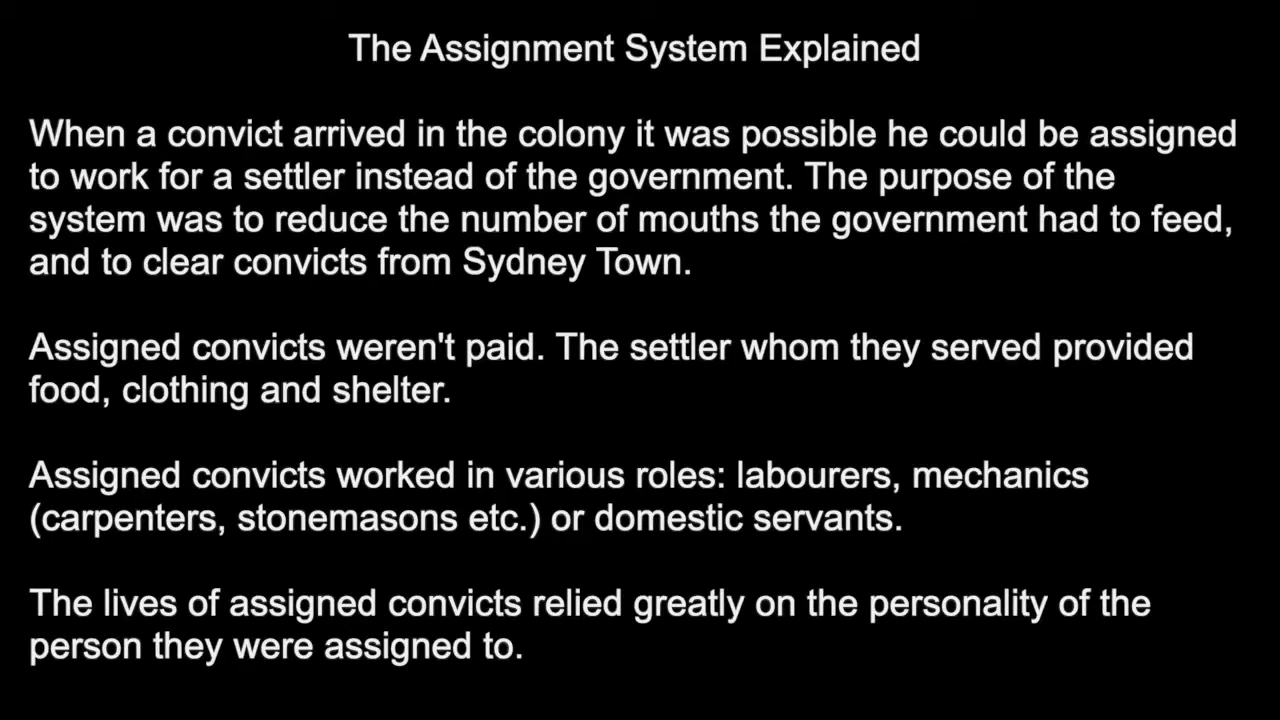 The Assignment System Explained
When a convict arrived in the colony it was possible he could be assigned
to work for a settler instead of the government. The purpose of the
system was to reduce the number of mouths the government had to feed,
and to clear convicts from Sydney Town.
Assigned convicts weren't paid. The settler whom they served provided
food, clothing and shelter.
Assigned convicts worked in various roles: labourers, mechanics
(carpenters, stonemasons etc.) or domestic servants.
The lives of assigned convicts relied greatly on the personality of the
person they were assigned to.